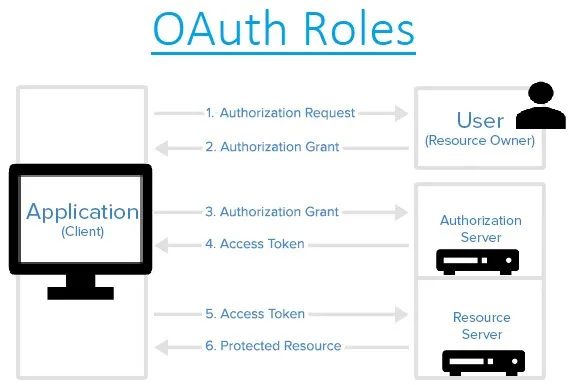 OAuth Roles
1. Authorization Request
User
(Resource Owner)
2. Authorization Grant
Application
(Client)
3. Authorization Grant
Authorization
Server
4. Access Token
5. Access Token
Resource
Server
6. Protected Resource